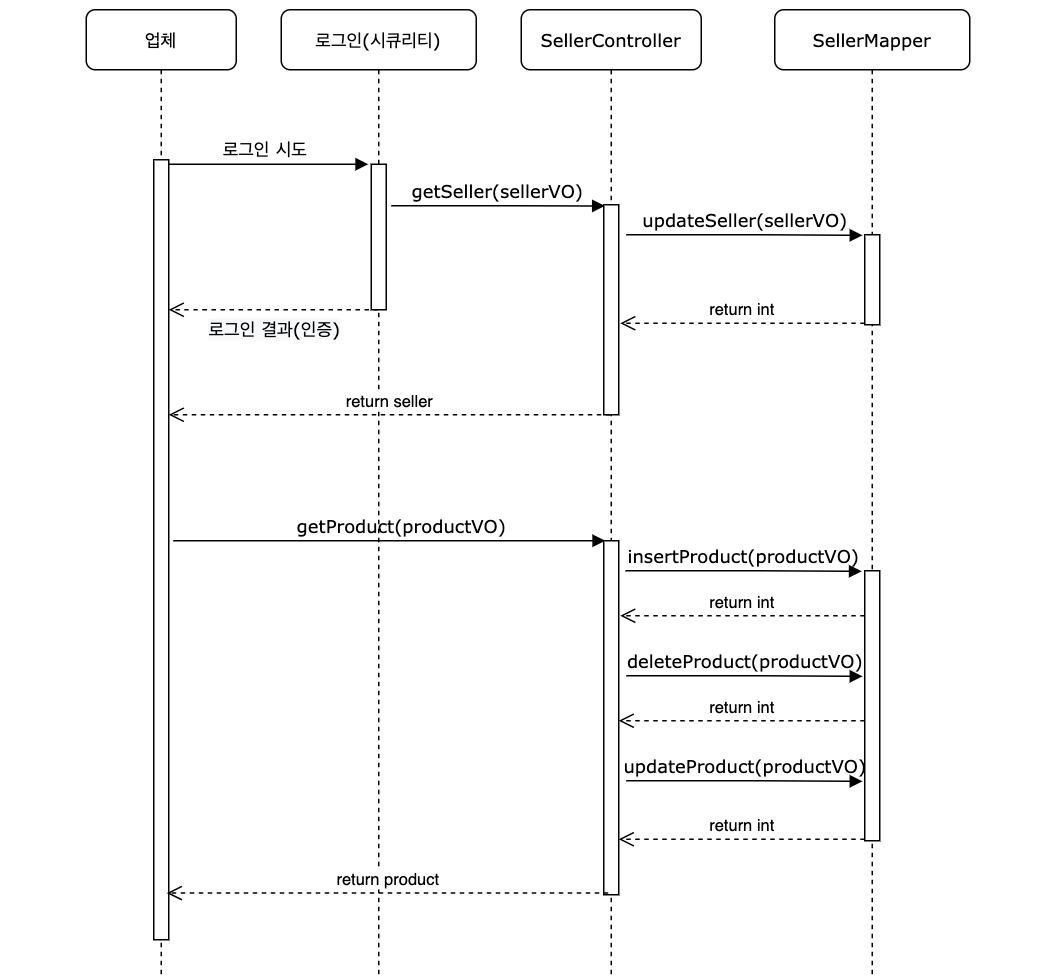 업체
로그인(시큐리티)
SellerController
SellerMapper
로그인 시도
getSeller(sellerVO)
updateSeller(sellerVO)
return int
로그인 결과(인증)
return seller
getProduct(productVO)
insertProduct(productVO)
return int
deleteProduct(productVO)
return int
updateProduct(productVO)
return int
return product